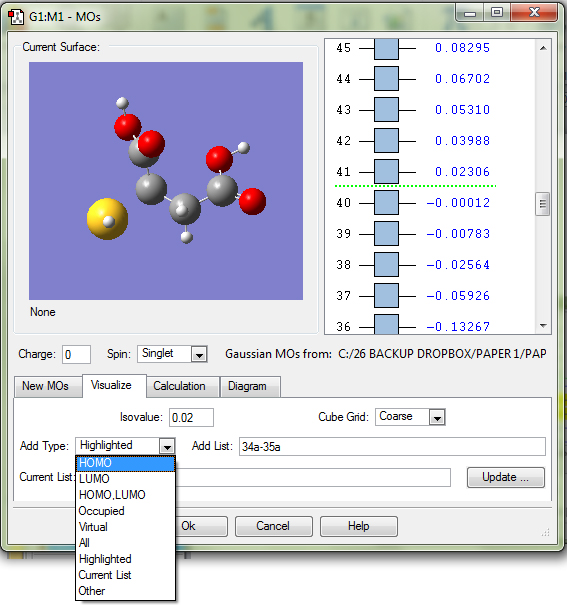 G1:M1 - MOs
Current Surface:
45 0.08295
44 0.06702
43 0.05310
42 0.03988
41 0.02306
40 -0.00012
39 -0.00783
38 -0.02564
37 -0.05926
36 -0.13267
None
Charge: 0 Spin: Singlet Gaussian MOs from: C:/26 BACKUP DROPBOX/PAPER 1/PAP
New MOs Visualize Calculation Diagram
Isovalue: 0.02 Cube Grid: Coarse
Add Type: Highlighted Add List: 34a-35a
HOMO
Current List: Update ...
LUMO
HOMO,LUMO
Occupied
Virtual
All
Highlighted
Current List
Other
Ok Cancel Help